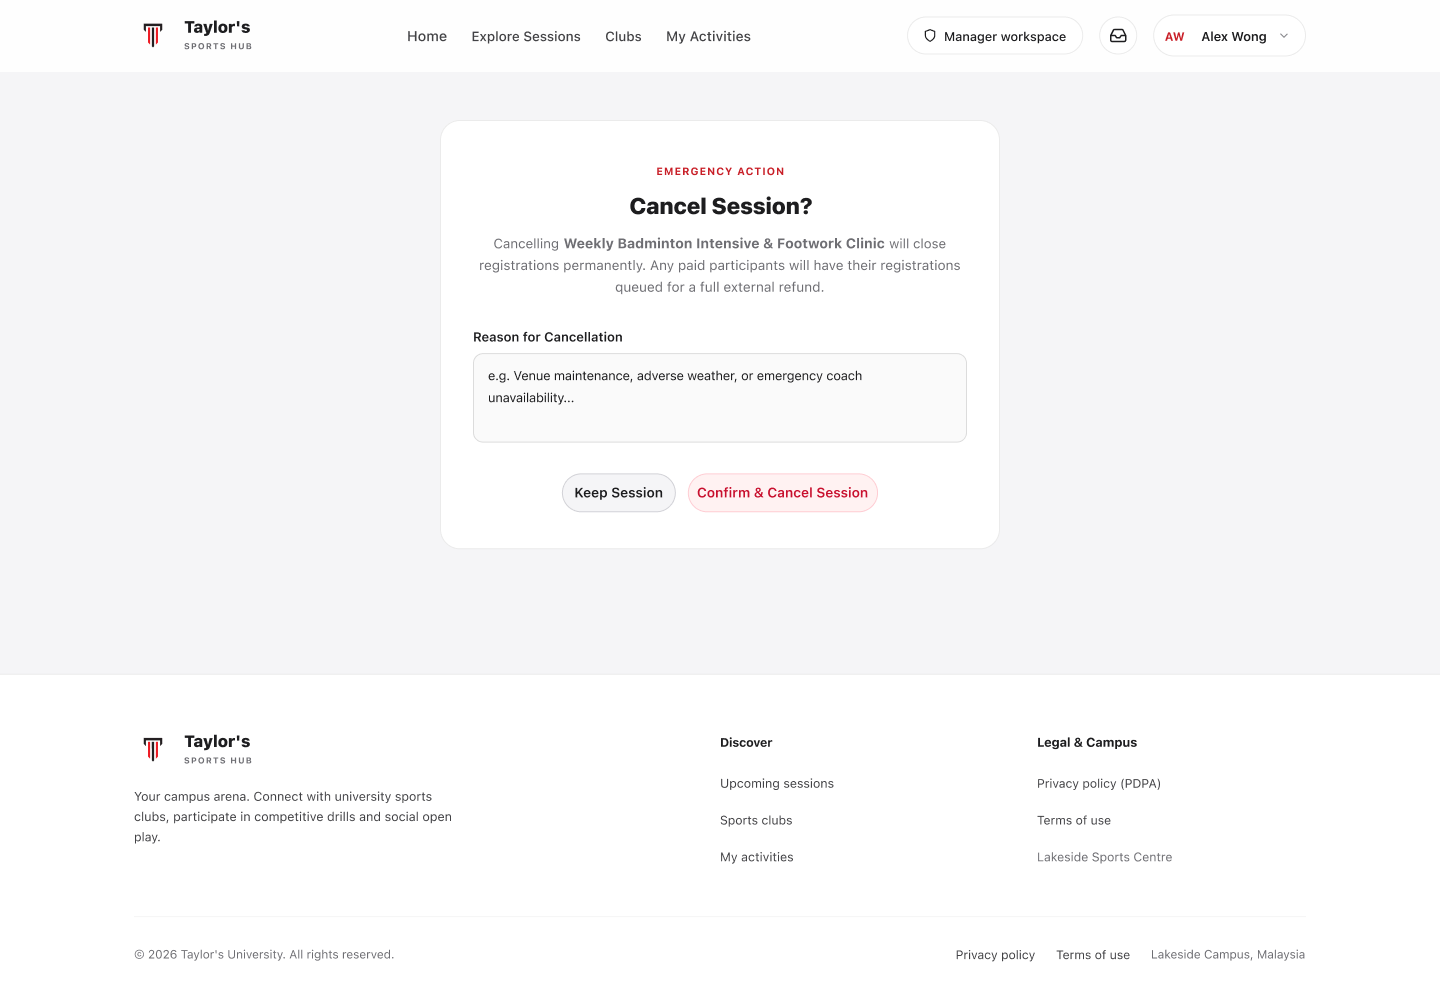 Taylor's
SPORTS HUB
Home
Explore Sessions
Clubs
My Activities
Manager workspace
AW
Alex Wong
EMERGENCY ACTION
Cancel Session?
Cancelling Weekly Badminton Intensive & Footwork Clinic will close
registrations permanently. Any paid participants will have their registrations
queued for a full external refund.
Reason for Cancellation
e.g. Venue maintenance, adverse weather, or emergency coach
unavailability...
Keep Session
Confirm & Cancel Session
Taylor's
SPORTS HUB
Your campus arena. Connect with university sports
clubs, participate in competitive drills and social open
play.
Discover
Upcoming sessions
Sports clubs
My activities
Legal & Campus
Privacy policy (PDPA)
Terms of use
Lakeside Sports Centre
© 2026 Taylor's University. All rights reserved.
Privacy policy
Terms of use
Lakeside Campus, Malaysia